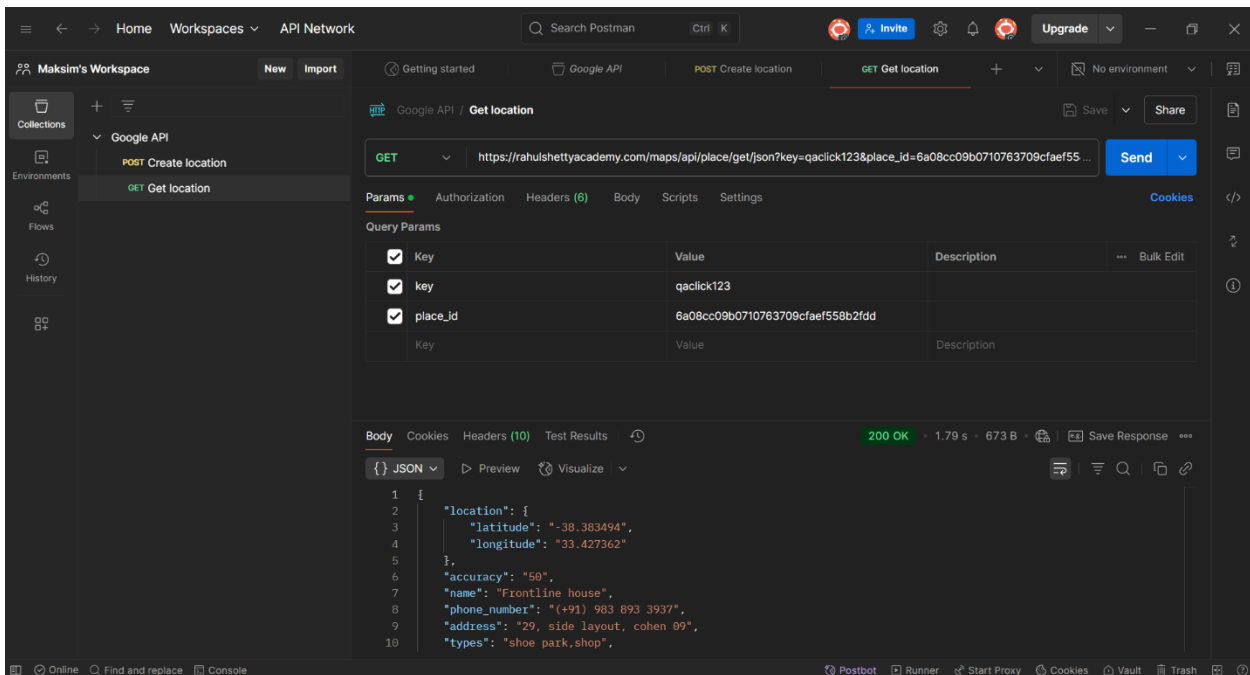 Home Workspaces API Network Search Postman Ctrl K Invite Upgrade
Maksim's Workspace New Import Getting started Google API POST Create location GET Get location No environment
Collections
Environments
Flows
History
Google API
POST Create location
GET Get location
HTTP Google API / Get location Save Share
GET https://rahulshettyacademy.com/maps/api/place/get/json?key=qaclick123&place_id=6a08cc09b0710763709cfaef55... Send
Params Authorization Headers (6) Body Scripts Settings Cookies
Query Params
Key Value Description Bulk Edit
key qaclick123
place_id 6a08cc09b0710763709cfaef558b2fdd
Key Value Description
Body Cookies Headers (10) Test Results 200 OK 1.79 s 673 B Save Response
{} JSON Preview Visualize
1 {
2 "location": {
3 "latitude": "-38.383494",
4 "longitude": "33.427362"
5 },
6 "accuracy": "50",
7 "name": "Frontline house",
8 "phone_number": "(+91) 983 893 3937",
9 "address": "29, side layout, cohen 09",
10 "types": "shoe park,shop",
Online Find and replace Console Postbot Runner Start Proxy Cookies Vault Trash